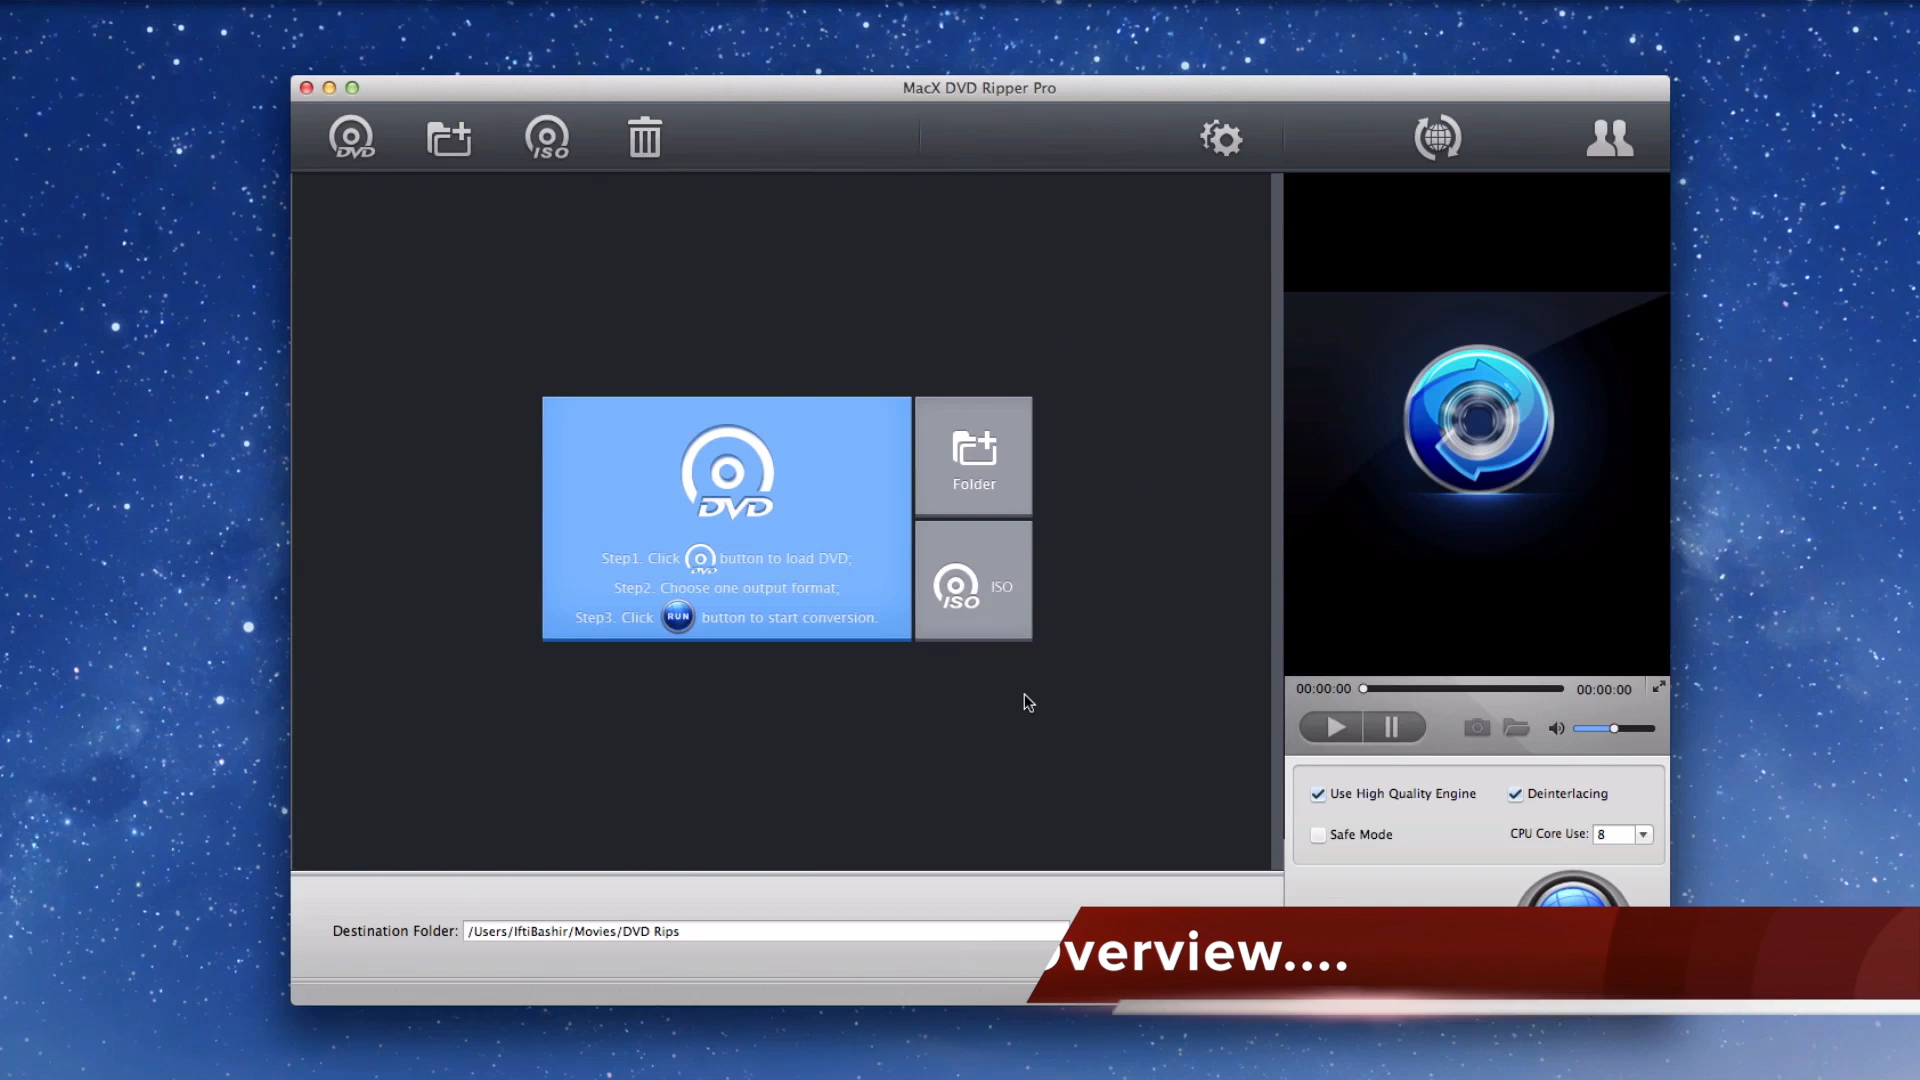 MacX DVD Ripper Pro
DVD
ISO
DVD
Folder
Step1. Click DVD button to load DVD;
Step2. Choose one output format;
Step3. Click RUN button to start conversion.
ISO ISO
00:00:00 00:00:00
Use High Quality Engine Deinterlacing
Safe Mode CPU Core Use: 8
Destination Folder: /Users/IftiBashir/Movies/DVD Rips
verview....